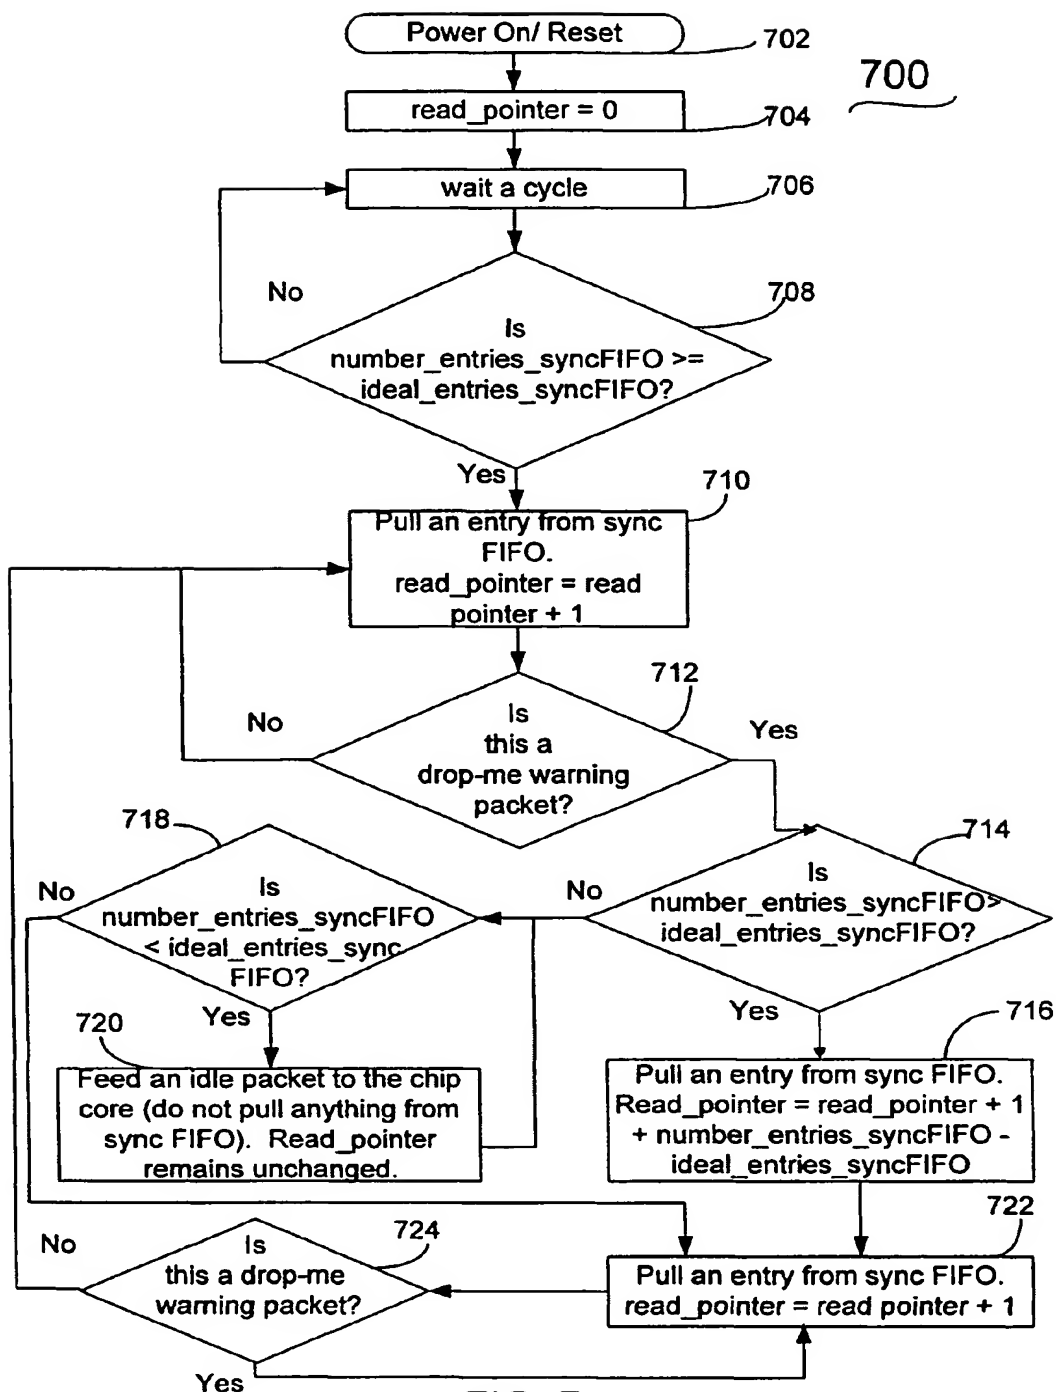 Power On/ Reset
702
700
read_pointer = 0
704
wait a cycle
706
No
708
Is
number_entries_syncFIFO >=
ideal_entries_syncFIFO?
Yes
710
Pull an entry from sync
FIFO.
read_pointer = read
pointer + 1
712
No
Is
this a
drop-me warning
packet?
Yes
718
714
No
Is
number_entries_syncFIFO
< ideal_entries_sync
FIFO?
No
Is
number_entries_syncFIFO>
ideal_entries_syncFIFO?
Yes
Yes
720
716
Feed an idle packet to the chip
core (do not pull anything from
sync FIFO). Read_pointer
remains unchanged.
Pull an entry from sync FIFO.
Read_pointer = read_pointer + 1
+ number_entries_syncFIFO -
ideal_entries_syncFIFO
722
724
No
Is
this a drop-me
warning packet?
Pull an entry from sync FIFO.
read_pointer = read pointer + 1
Yes